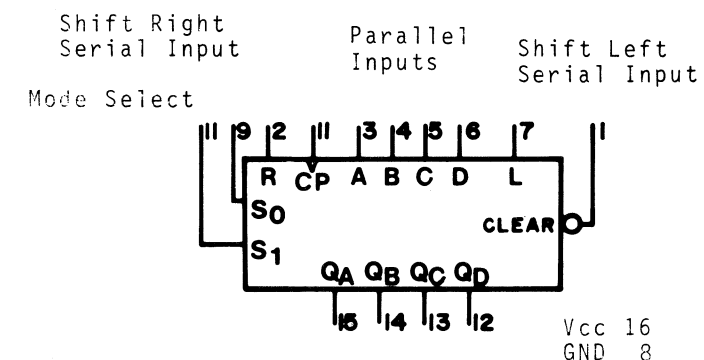 Shift Right
Serial Input
Parallel
Inputs
Shift Left
Serial Input
Mode Select
11 9 2 11 3 4 5 6 7 1
R CP A B C D L
S0
CLEAR
S1
QA QB QC QD
15 14 13 12
Vcc 16
GND 8